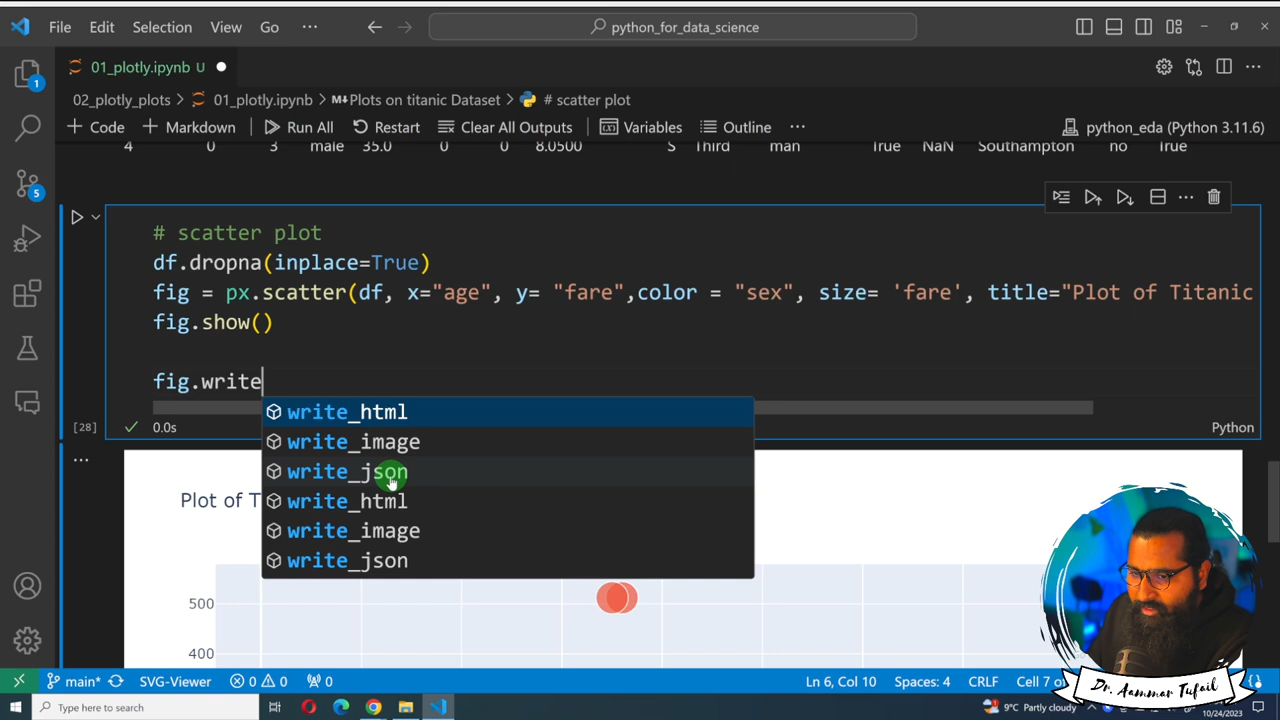 File Edit Selection View Go ··· python_for_data_science
01_plotly.ipynb U
02_plotly_plots > 01_plotly.ipynb > M↓Plots on titanic Dataset > # scatter plot
+ Code + Markdown Run All Restart Clear All Outputs Variables Outline ··· python_eda (Python 3.11.6)
4 0 3 male 35.0 0 0 8.0500 S Third man True NaN Southampton no True
# scatter plot
df.dropna(inplace=True)
fig = px.scatter(df, x="age", y= "fare",color = "sex", size= 'fare', title="Plot of Titanic
fig.show()
fig.write
write_html
write_image
write_json
write_html
write_image
write_json
[28] 0.0s Python
Plot of T
500
400
1
5
Dr. Aammar Tufail
main* SVG-Viewer 0 0 0 Ln 6, Col 10 Spaces: 4 CRLF Cell 7 of
Type here to search 9°C Partly cloudy 10/24/2023